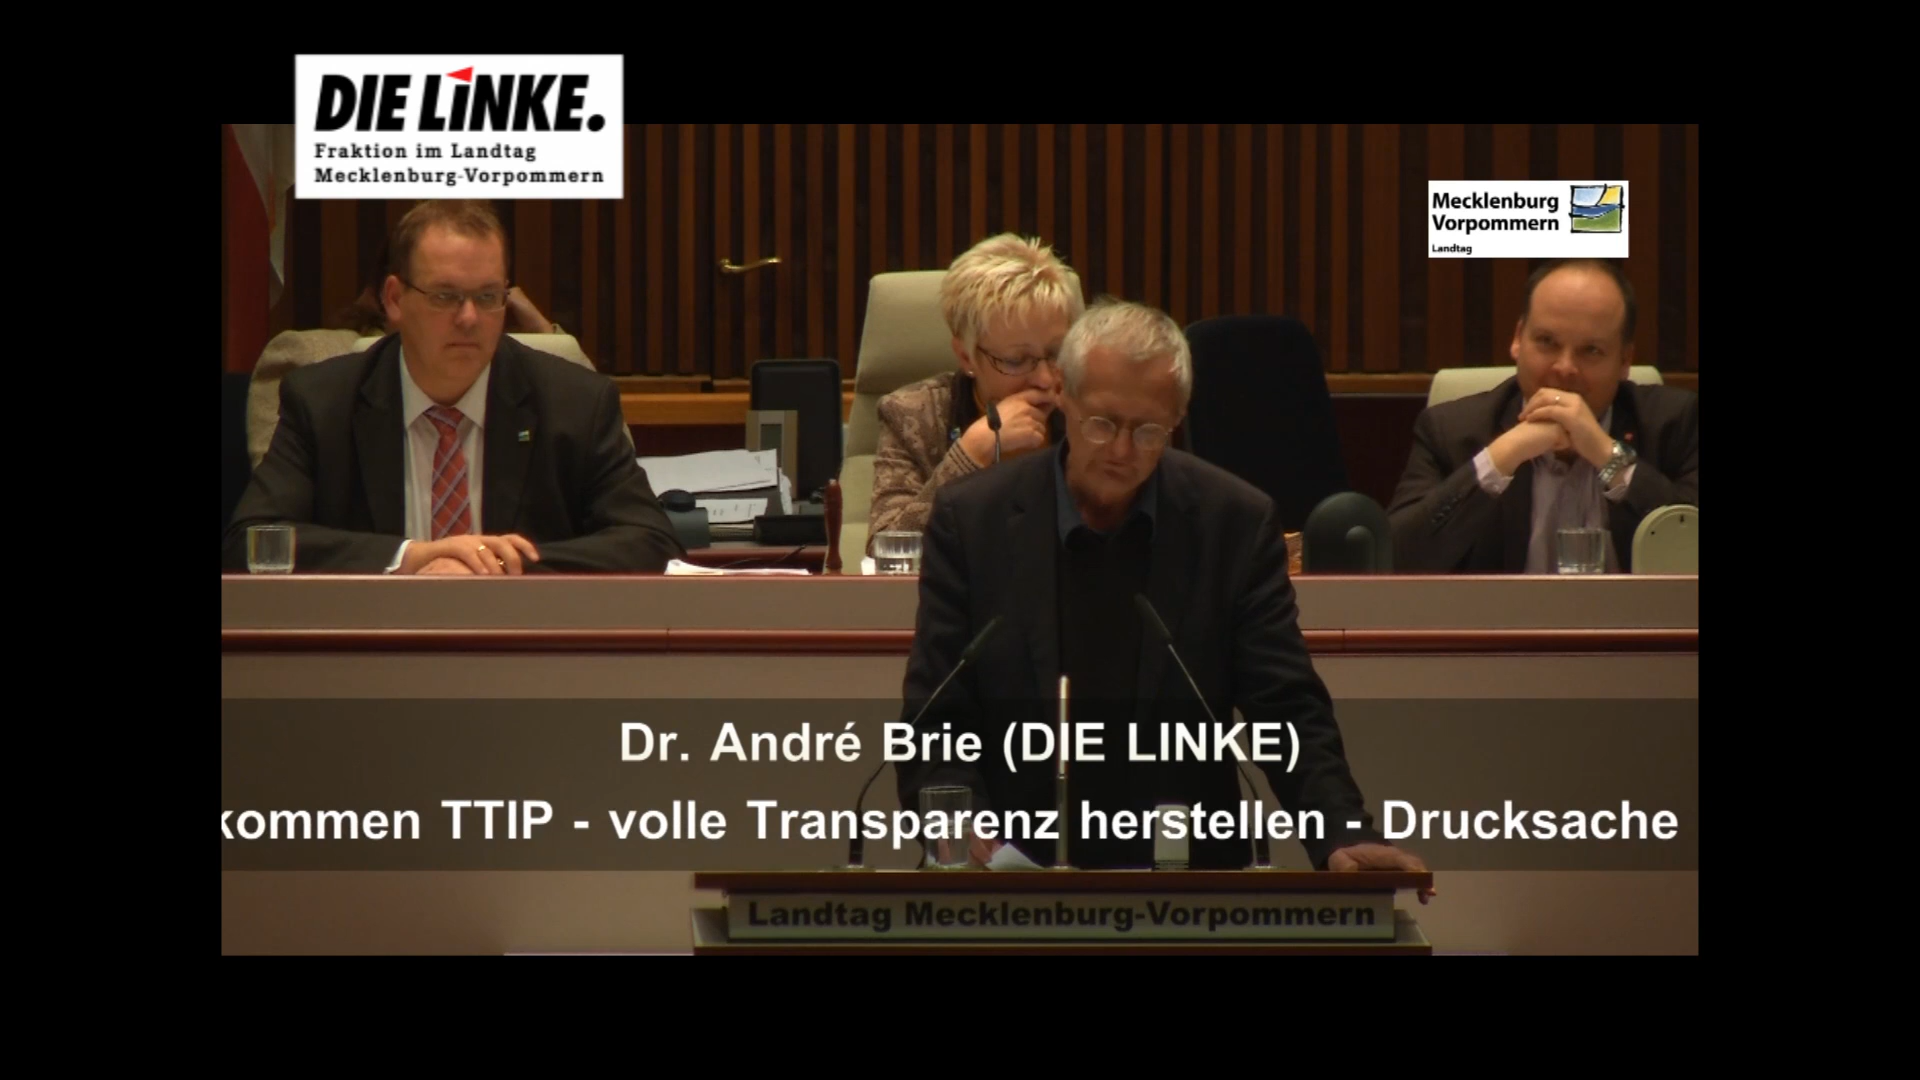 DIE LINKE.
Fraktion im Landtag
Mecklenburg-Vorpommern
Mecklenburg
Vorpommern
Landtag
Dr. André Brie (DIE LINKE)
kommen TTIP - volle Transparenz herstellen - Drucksache
Landtag Mecklenburg-Vorpommern